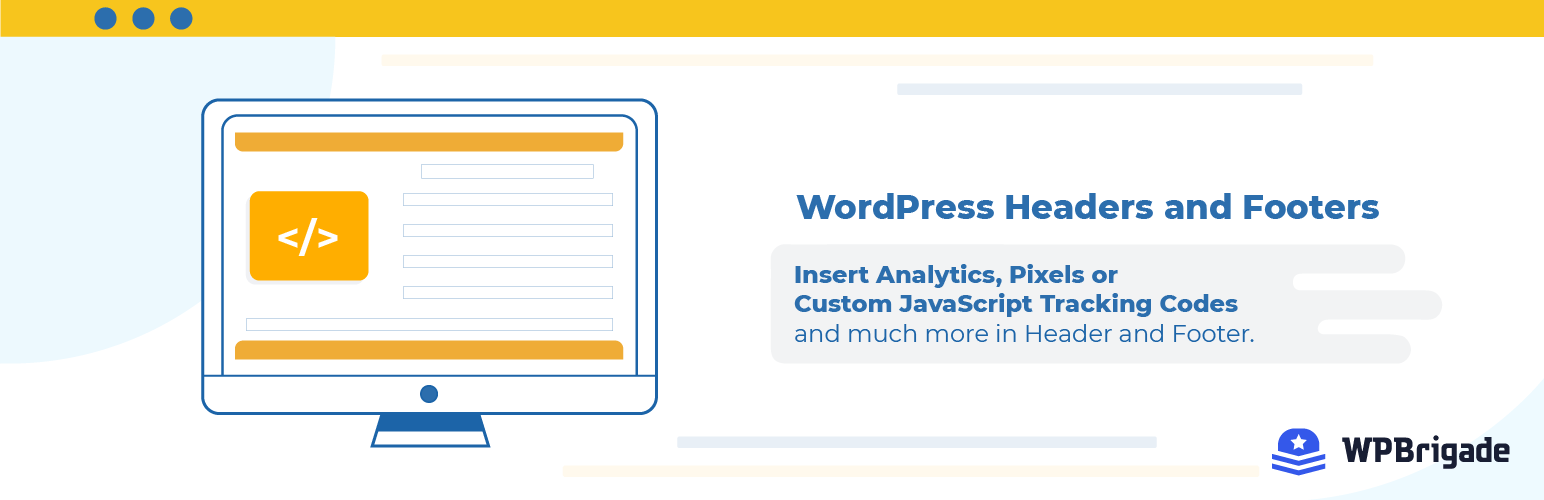 </>
WordPress Headers and Footers
Insert Analytics, Pixels or
Custom JavaScript Tracking Codes
and much more in Header and Footer.
WPBrigade